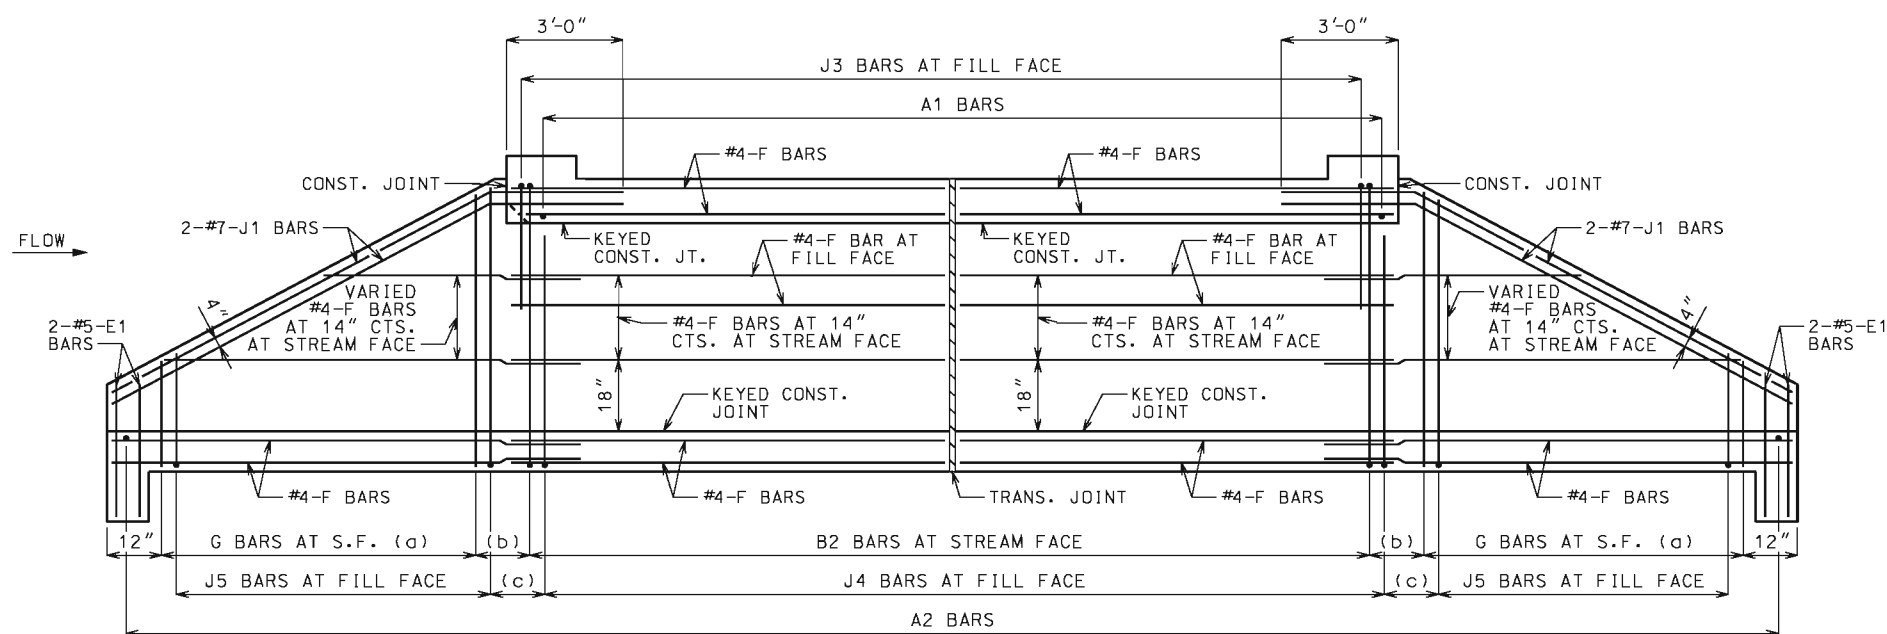 3'-0"
3'-0"
J3 BARS AT FILL FACE
A1 BARS
#4-F BARS
#4-F BARS
CONST. JOINT
CONST. JOINT
2-#7-J1 BARS
2-#7-J1 BARS
FLOW
KEYED
CONST. JT.
#4-F BAR AT
FILL FACE
KEYED
CONST. JT.
#4-F BAR AT
FILL FACE
4"
VARIED
#4-F BARS
AT 14" CTS.
AT STREAM FACE
#4-F BARS AT 14"
CTS. AT STREAM FACE
#4-F BARS AT 14"
CTS. AT STREAM FACE
VARIED
#4-F BARS
AT 14" CTS.
AT STREAM FACE
4"
2-#5-E1
BARS
2-#5-E1
BARS
18"
KEYED CONST.
JOINT
18"
KEYED CONST.
JOINT
#4-F BARS
#4-F BARS
TRANS. JOINT
#4-F BARS
#4-F BARS
12"
G BARS AT S.F. (a)
(b)
B2 BARS AT STREAM FACE
(b)
G BARS AT S.F. (a)
12"
J5 BARS AT FILL FACE
(c)
J4 BARS AT FILL FACE
(c)
J5 BARS AT FILL FACE
A2 BARS